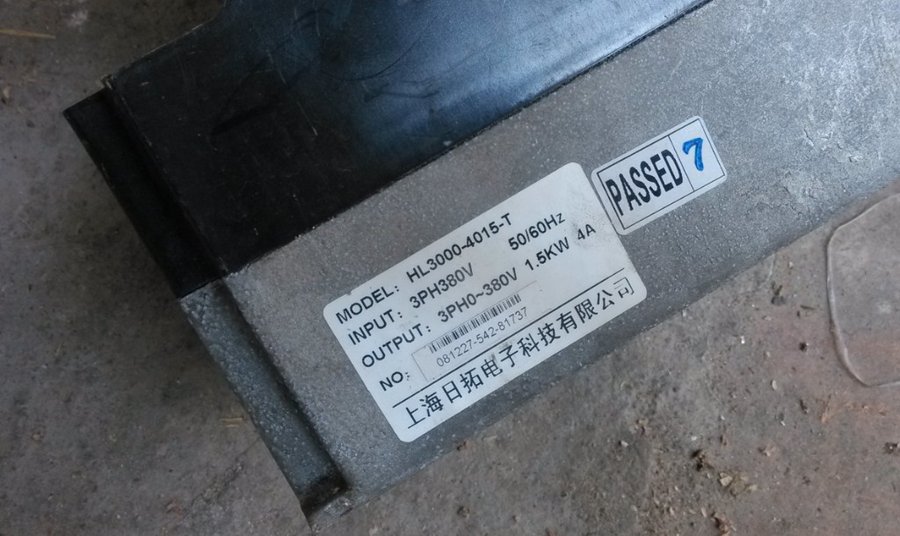 MODEL: HL3000-4015-T
INPUT: 3PH380V 50/60Hz
OUTPUT: 3PH0~380V 1.5KW 4A
NO: 081227-542-81737
上海日拓电子科技有限公司
PASSED 7